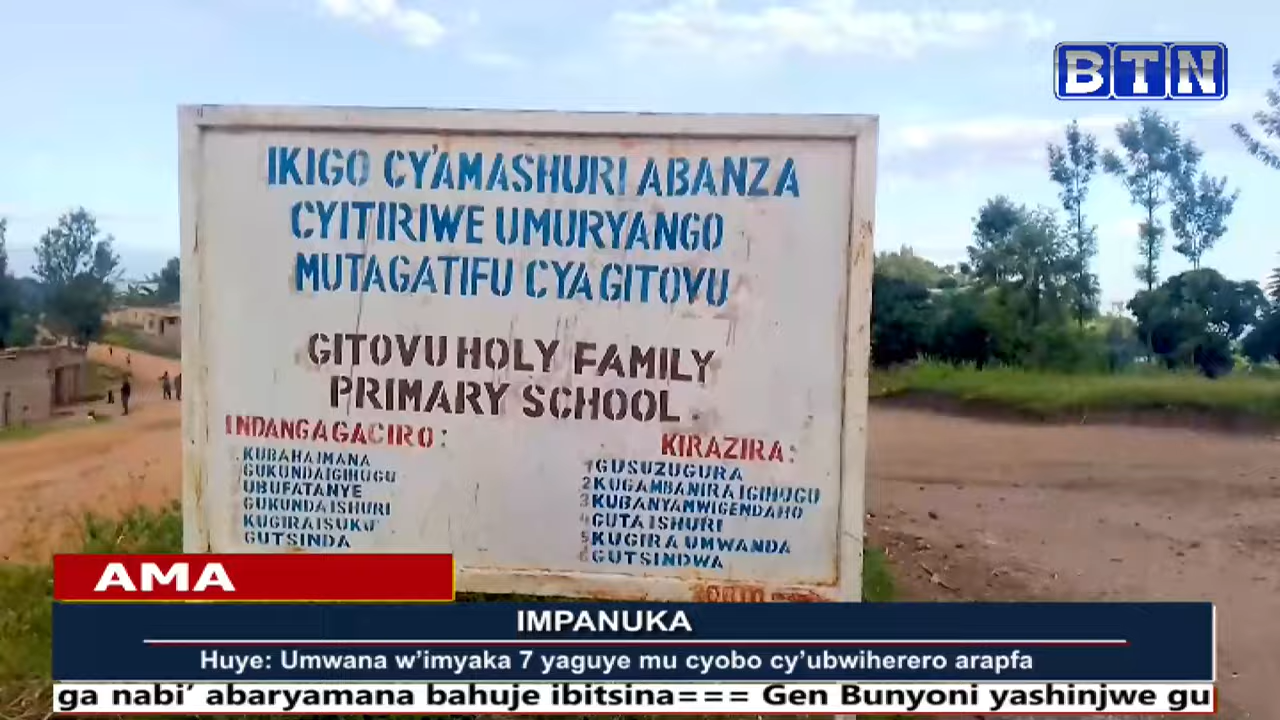 BTN
IKIGO CY'AMASHURI ABANZA
CYITIRIWE UMURYANGO
MUTAGATIFU CYAGITOVU
GITOVU HOLY FAMILY
PRIMARY SCHOOL
INDANGAGACIRO:
KUBAHA IMANA
GUKUNDA IGIHUGU
UBUFATANYE
GUKUNDA ISHURI
KUGIRA ISUKU
GUTSINDA
KIRAZIRA:
1 GUSUZUGURA
2 KUGAMBANIRA IGIHUGU
3 KUBANYAMWIGENDAHO
4 GUTA ISHURI
5 KUGIRA UMWANDA
6 GUTSINDWA
AMA
IMPANUKA
Huye: Umwana w'imyaka 7 yaguye mu cyobo cy'ubwiherero arapfa
ga nabi' abaryamana bahuje ibitsina=== Gen Bunyoni yashinjwe gu